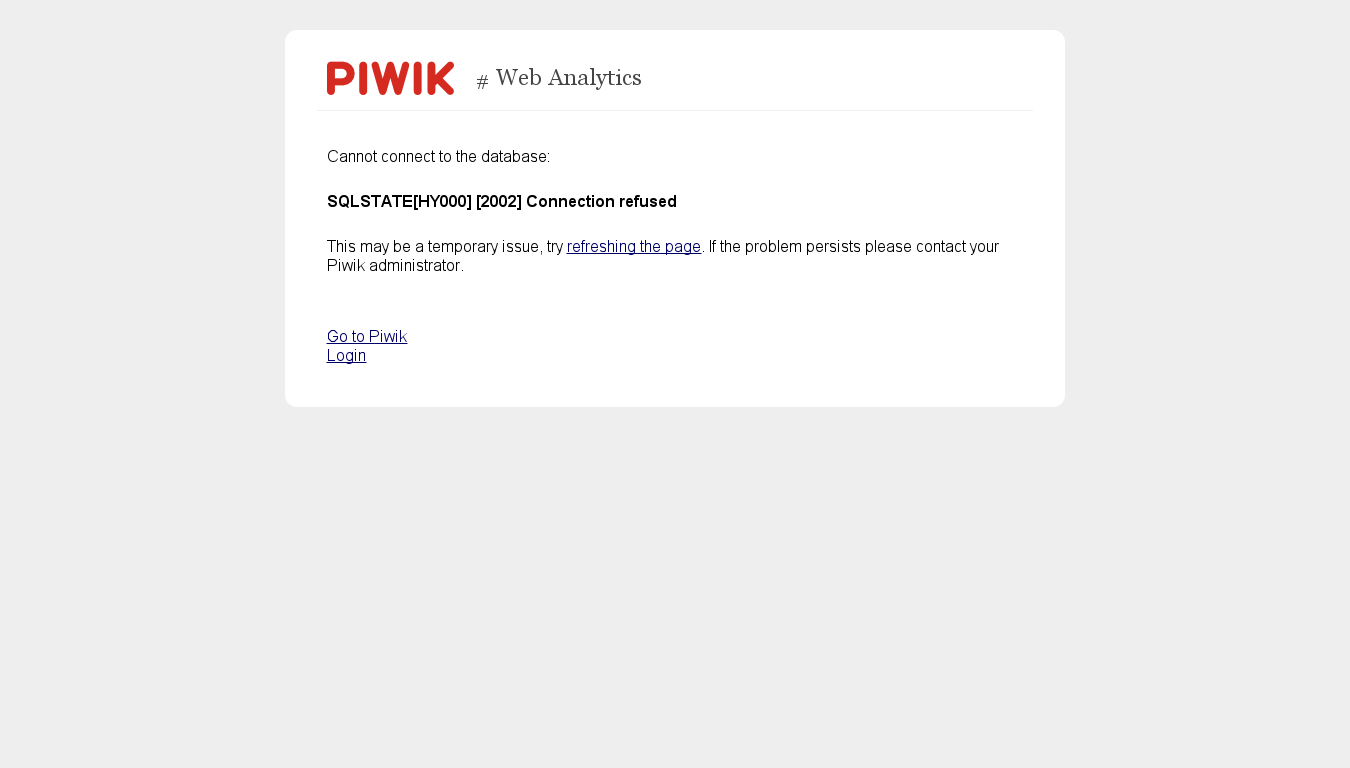 PIWIK # Web Analytics
Cannot connect to the database:
SQLSTATE[HY000] [2002] Connection refused
This may be a temporary issue, try refreshing the page. If the problem persists please contact your
Piwik administrator.
Go to Piwik
Login